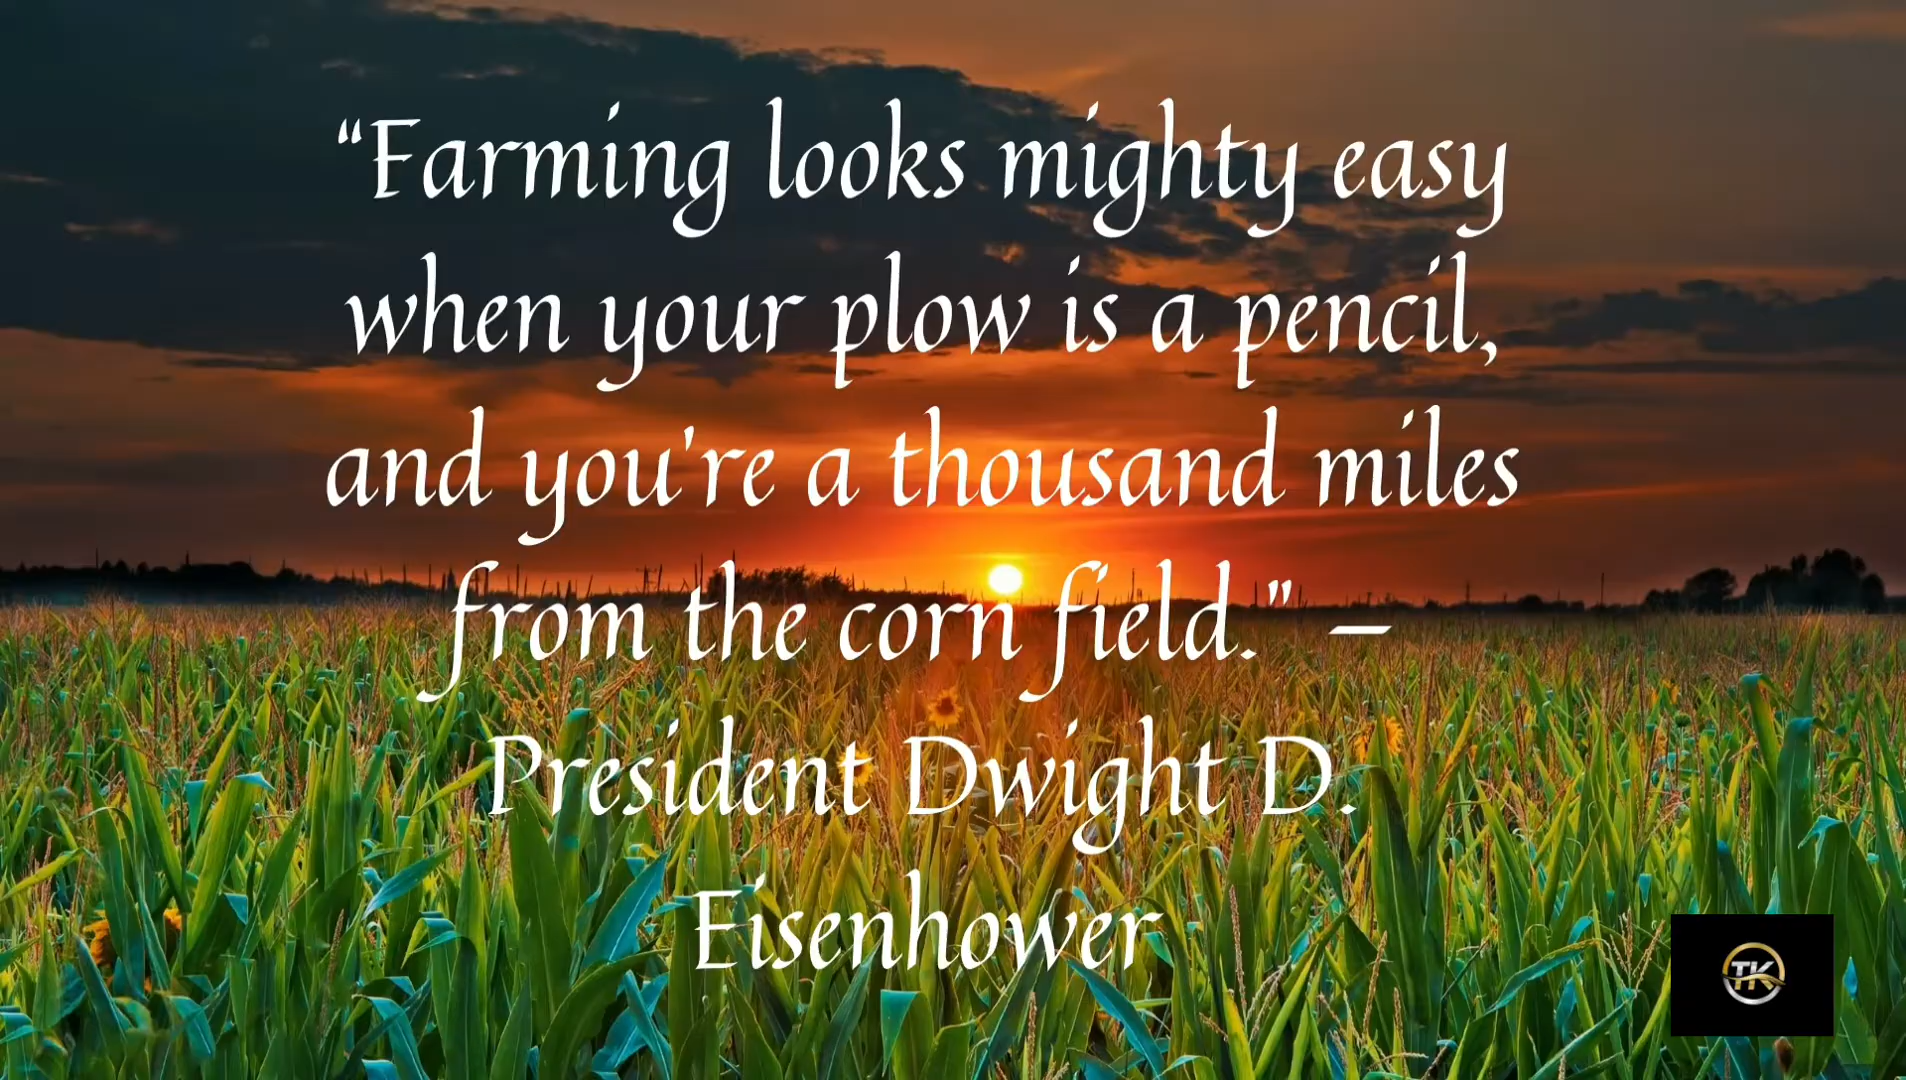 “Farming looks mighty easy
when your plow is a pencil,
and you're a thousand miles
from the corn field." –
President Dwight D.
Eisenhower
TK